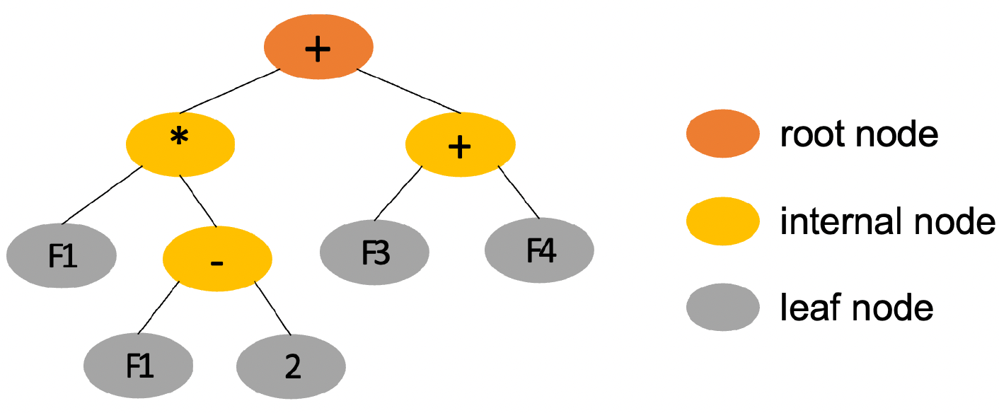 +
*
+
root node
F1
-
F3
F4
internal node
F1
2
leaf node